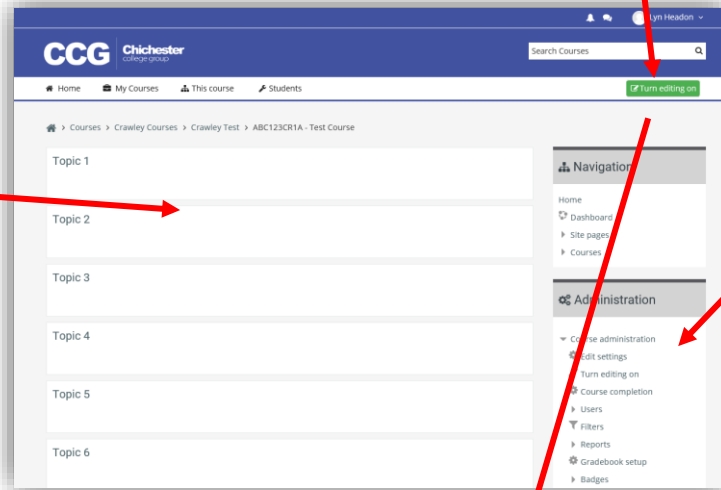 Lyn Headon
CCG Chichester
college group
Search Courses
Home My Courses This course Students
Turn editing on
Courses > Crawley Courses > Crawley Test > ABC123CR1A - Test Course
Topic 1
Topic 2
Topic 3
Topic 4
Topic 5
Topic 6
Navigation
Home
Dashboard
Site pages
Courses
Administration
Course administration
Edit settings
Turn editing on
Course completion
Users
Filters
Reports
Gradebook setup
Badges